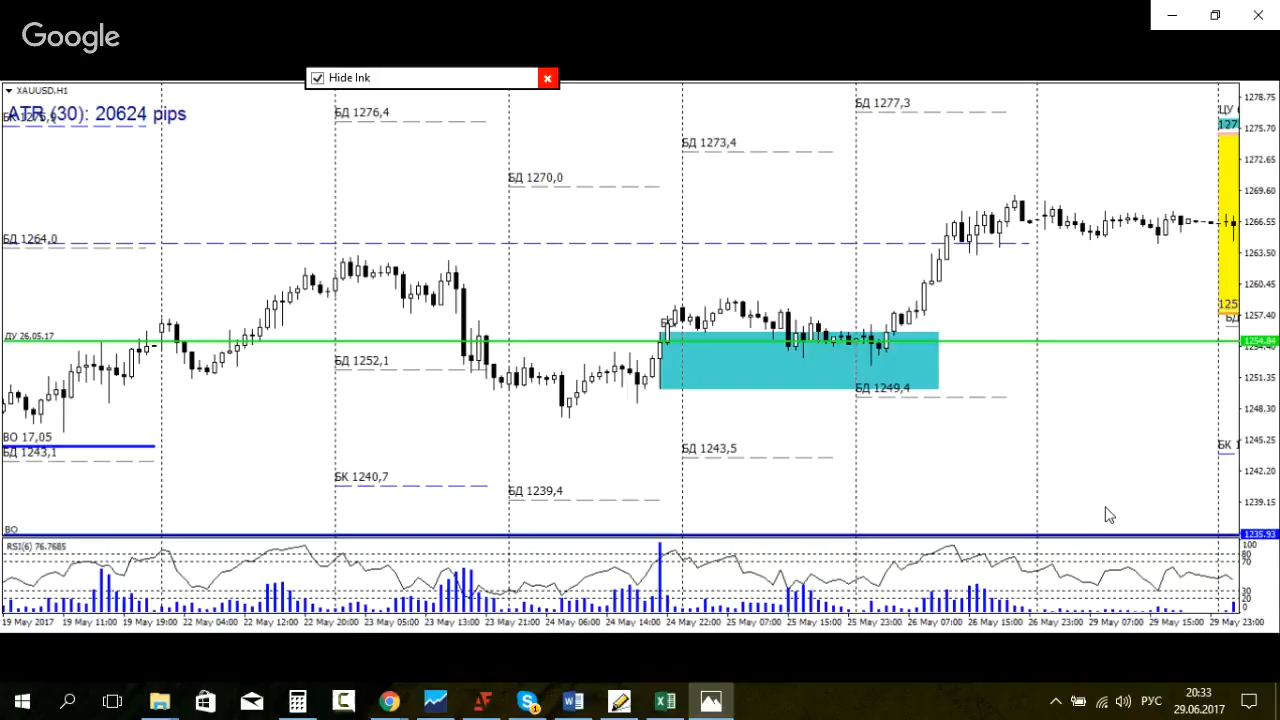 Google
Hide Ink
XAUUSD.H1
ATR (30): 20624 pips
БД 1276,4
БД 1277,3
БД 1273,4
БД 1270,0
БД 1264,0
ДУ 26.05.17
БД 1252,1
БД 1249,4
ВО 17,05
БД 1243,1
БД 1243,5
БК 1240,7
БД 1239,4
ВО
ЦУ
127
125
БК 1
1278.75
1275.70
1272.65
1269.60
1266.55
1263.50
1260.45
1257.40
1254.84
1251.35
1248.30
1245.25
1242.20
1239.15
1235.93
RSI(6) 76.7685
100
80
70
30
20
0
19 May 2017
19 May 11:00
19 May 19:00
22 May 04:00
22 May 12:00
22 May 20:00
23 May 05:00
23 May 13:00
23 May 21:00
24 May 06:00
24 May 14:00
24 May 22:00
25 May 07:00
25 May 15:00
25 May 23:00
26 May 07:00
26 May 15:00
26 May 23:00
29 May 07:00
29 May 15:00
29 May 23:00
РУС
20:33
29.06.2017